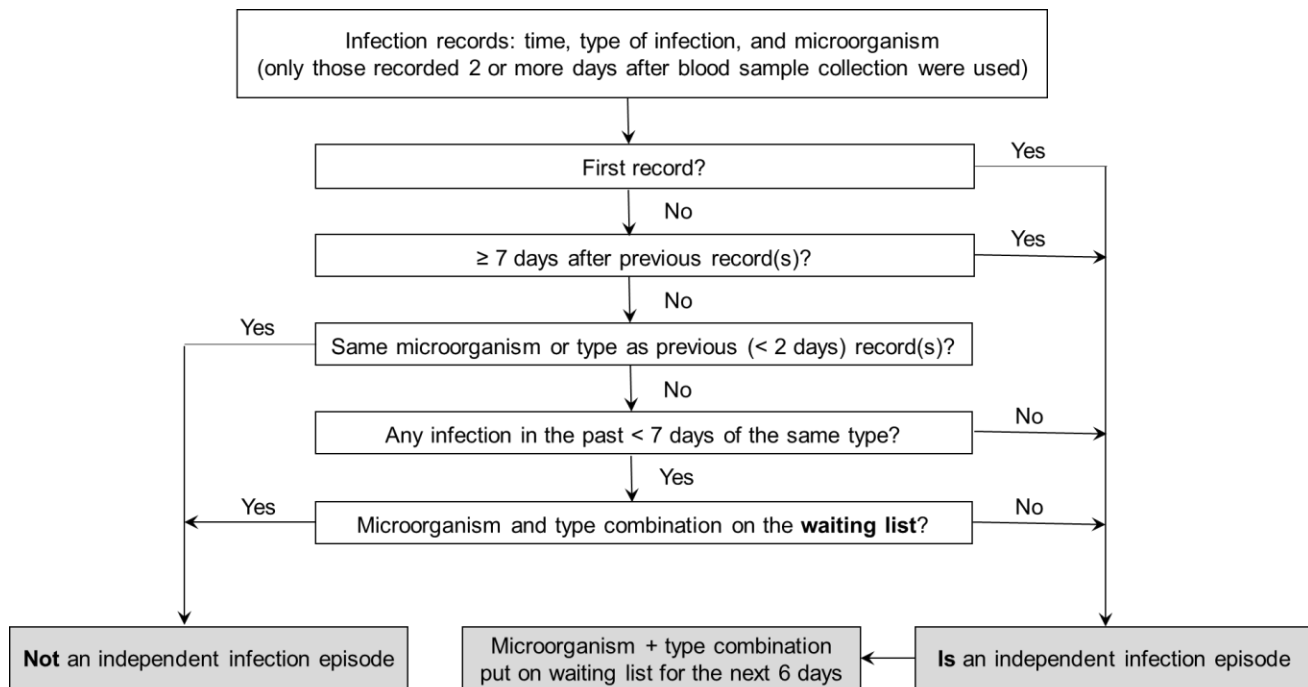 Infection records: time, type of infection, and microorganism
(only those recorded 2 or more days after blood sample collection were used)
First record?
Yes
No
≥ 7 days after previous record(s)?
Yes
No
Yes
Same microorganism or type as previous (< 2 days) record(s)?
No
Any infection in the past < 7 days of the same type?
No
Yes
Yes
Microorganism and type combination on the waiting list?
No
Not an independent infection episode
Microorganism + type combination
put on waiting list for the next 6 days
Is an independent infection episode